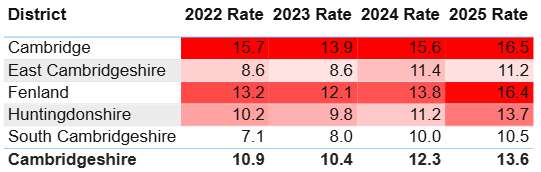 District 2022 Rate 2023 Rate 2024 Rate 2025 Rate
Cambridge 15.7 13.9 15.6 16.5
East Cambridgeshire 8.6 8.6 11.4 11.2
Fenland 13.2 12.1 13.8 16.4
Huntingdonshire 10.2 9.8 11.2 13.7
South Cambridgeshire 7.1 8.0 10.0 10.5
Cambridgeshire 10.9 10.4 12.3 13.6